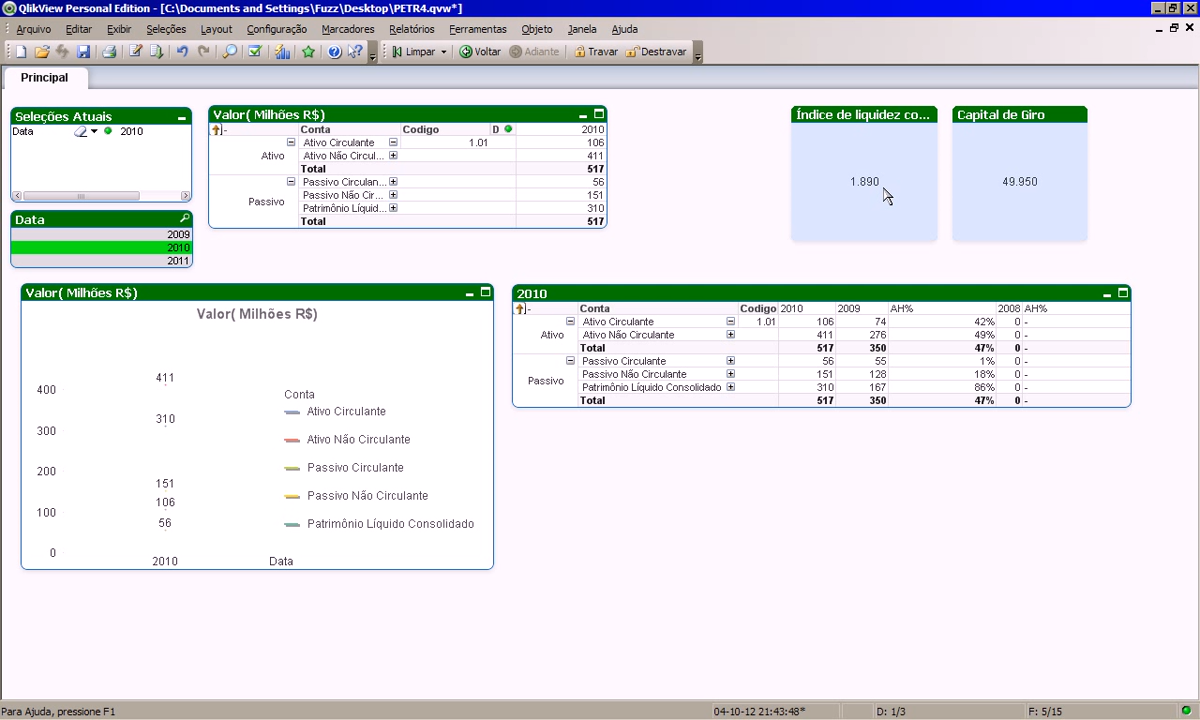 QlikView Personal Edition - [C:\Documents and Settings\Fuzz\Desktop\PETR4.qvw*]
Arquivo Editar Exibir Seleções Layout Configuração Marcadores Relatórios Ferramentas Objeto Janela Ajuda
Limpar Voltar Adiante Travar Destravar
Principal
Seleções Atuais
Data 2010
Data
2009
2010
2011
Valor( Milhões R$)
- Conta Codigo D 2010
Ativo
Ativo Circulante 1.01 106
Ativo Não Circul... 411
Total 517
Passivo
Passivo Circulan... 56
Passivo Não Cir... 151
Patrimônio Líquid... 310
Total 517
Índice de liquidez co...
1.890
Capital de Giro
49.950
Valor( Milhões R$)
Valor( Milhões R$)
400
300
200
100
0
411
310
151
106
56
2010
Data
Conta
Ativo Circulante
Ativo Não Circulante
Passivo Circulante
Passivo Não Circulante
Patrimônio Líquido Consolidado
2010
- Conta Codigo 2010 2009 AH% 2008 AH%
Ativo
Ativo Circulante 1.01 106 74 42% 0 -
Ativo Não Circulante 411 276 49% 0 -
Total 517 350 47% 0 -
Passivo
Passivo Circulante 56 55 1% 0 -
Passivo Não Circulante 151 128 18% 0 -
Patrimônio Líquido Consolidado 310 167 86% 0 -
Total 517 350 47% 0 -
Para Ajuda, pressione F1 04-10-12 21:43:48* D: 1/3 F: 5/15